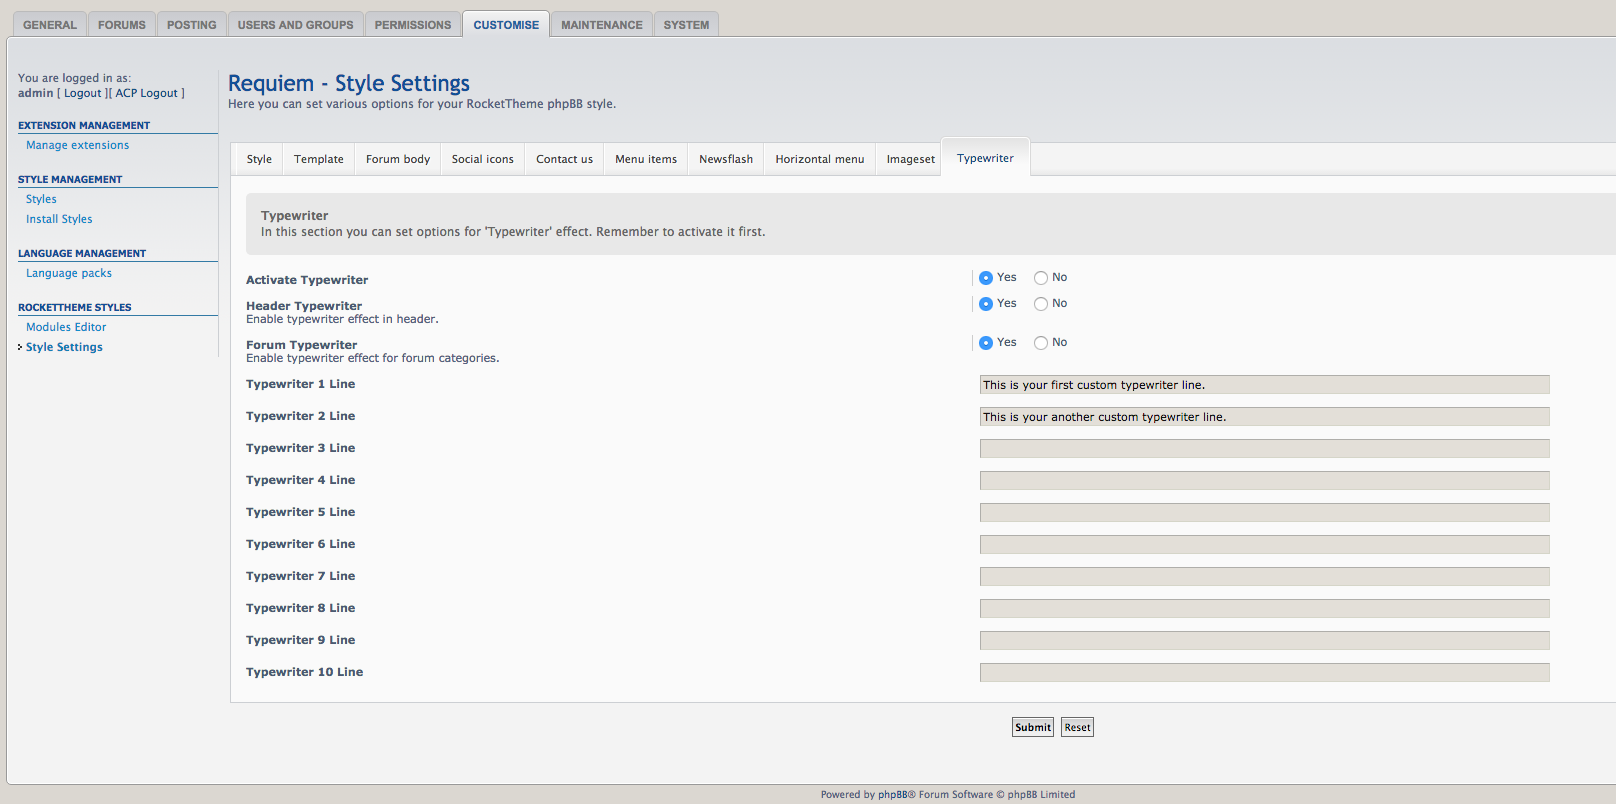 GENERAL FORUMS POSTING USERS AND GROUPS PERMISSIONS CUSTOMISE MAINTENANCE SYSTEM
You are logged in as:
admin [ Logout ][ ACP Logout ]
EXTENSION MANAGEMENT
Manage extensions
STYLE MANAGEMENT
Styles
Install Styles
LANGUAGE MANAGEMENT
Language packs
ROCKETTHEME STYLES
Modules Editor
Style Settings
Requiem - Style Settings
Here you can set various options for your RocketTheme phpBB style.
Style Template Forum body Social icons Contact us Menu items Newsflash Horizontal menu Imageset Typewriter
Typewriter
In this section you can set options for 'Typewriter' effect. Remember to activate it first.
Activate Typewriter Yes No
Header Typewriter Yes No
Enable typewriter effect in header.
Forum Typewriter Yes No
Enable typewriter effect for forum categories.
Typewriter 1 Line This is your first custom typewriter line.
Typewriter 2 Line This is your another custom typewriter line.
Typewriter 3 Line
Typewriter 4 Line
Typewriter 5 Line
Typewriter 6 Line
Typewriter 7 Line
Typewriter 8 Line
Typewriter 9 Line
Typewriter 10 Line
Submit Reset
Powered by phpBB® Forum Software © phpBB Limited